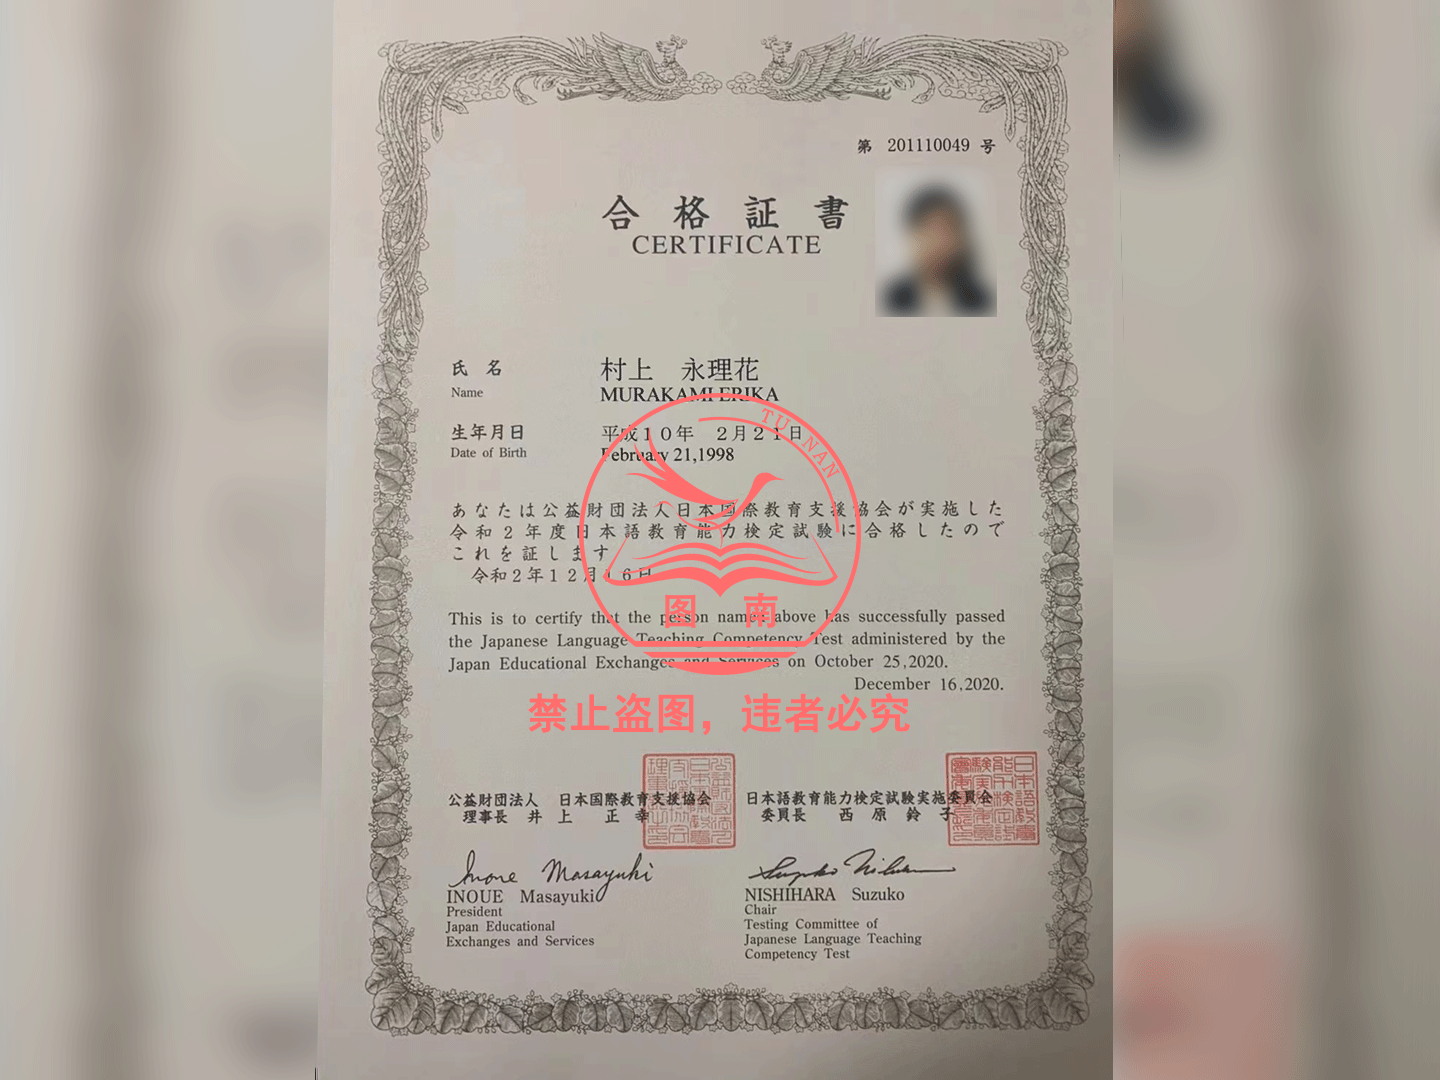 第 201110049 号
合格証書
CERTIFICATE
氏名 村上 永理花
Name MURAKAMI ERIKA
生年月日 平成10年 2月21日
Date of Birth February 21,1998
TU NAN
あなたは公益財団法人日本国際教育支援協会が実施した
令和2年度日本語教育能力検定試験に合格したので
これを証します
令和2年12月16日
图 南
This is to certify that the person named above has successfully passed
the Japanese Language Teaching Competency Test administered by the
Japan Educational Exchanges and Services on October 25,2020.
December 16,2020.
禁止盗图，违者必究
公益財団法人 日本国際教育支援協会
理事長 井上 正幸
Inoue Masayuki
INOUE Masayuki
President
Japan Educational
Exchanges and Services
日本語教育能力検定試験実施委員会
委員長 西原鈴子
Suzuko Nishihara
NISHIHARA Suzuko
Chair
Testing Committee of
Japanese Language Teaching
Competency Test